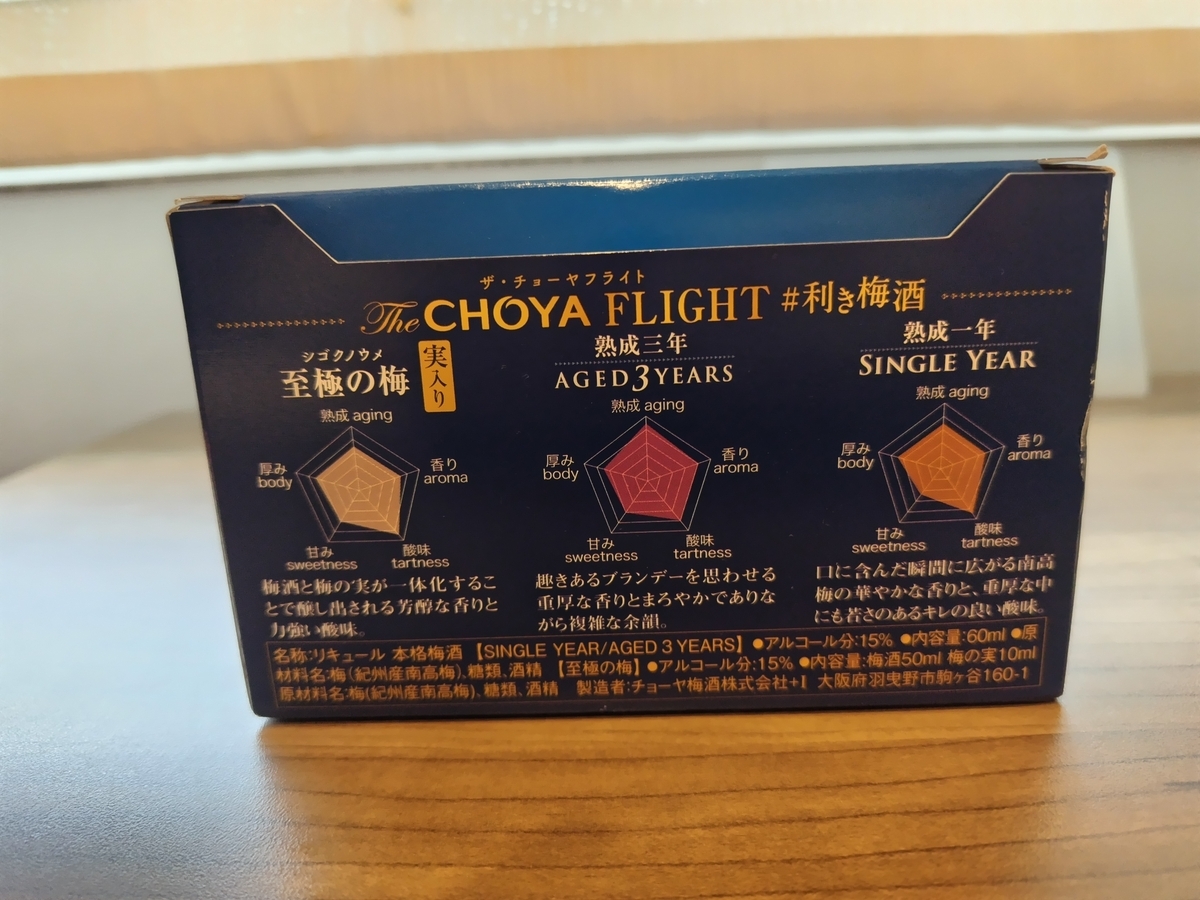 ザ・チョーヤフライト
The CHOYA FLIGHT #利き梅酒
シゴクノウメ
至極の梅 実入り
熟成 aging
厚み
body
香り
aroma
甘み
sweetness
酸味
tartness
梅酒と梅の実が一体化するこ
とで醸し出される芳醇な香りと
力強い酸味。
熟成三年
AGED 3 YEARS
熟成 aging
厚み
body
香り
aroma
甘み
sweetness
酸味
tartness
趣きあるブランデーを思わせる
重厚な香りとまろやかでありな
がら複雑な余韻。
熟成一年
SINGLE YEAR
熟成 aging
厚み
body
香り
aroma
甘み
sweetness
酸味
tartness
口に含んだ瞬間に広がる南高
梅の華やかな香りと、重厚な中
にも若さのあるキレの良い酸味。
名称:リキュール 本格梅酒 【SINGLE YEAR/AGED 3 YEARS】 ●アルコール分:15% ●内容量:60ml ●原
材料名:梅(紀州産南高梅)、糖類、酒精 【至極の梅】 ●アルコール分:15% ●内容量:梅酒50ml 梅の実10ml
原材料名:梅(紀州産南高梅)、糖類、酒精 製造者:チョーヤ梅酒株式会社+I 大阪府羽曳野市駒ヶ谷160-1